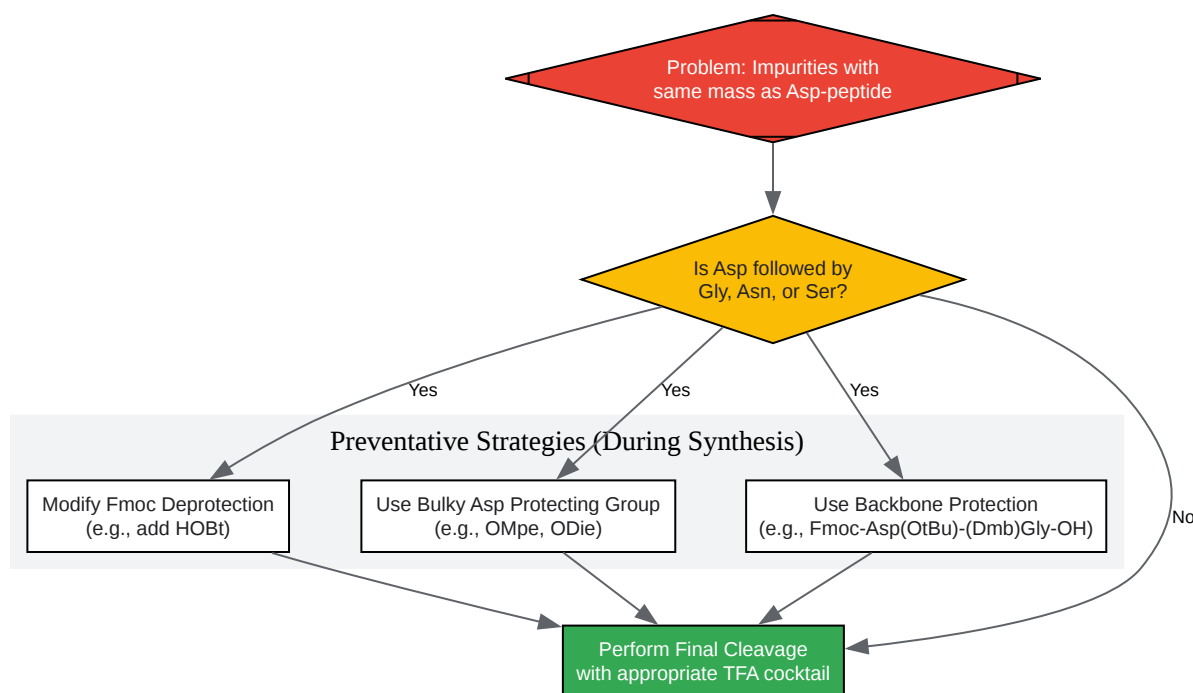 Problem: Impurities with
same mass as Asp-peptide
Is Asp followed by
Gly, Asn, or Ser?
Yes
Yes
Yes
No
Preventative Strategies (During Synthesis)
Modify Fmoc Deprotection
(e.g., add HOBt)
Use Bulky Asp Protecting Group
(e.g., OMpe, ODie)
Use Backbone Protection
(e.g., Fmoc-Asp(OtBu)-(Dmb)Gly-OH)
Perform Final Cleavage
with appropriate TFA cocktail